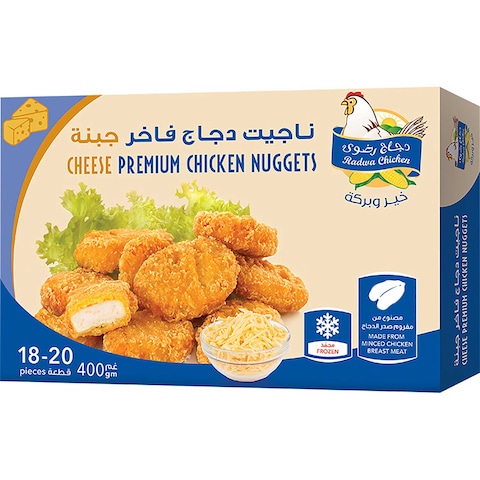 ناجيت دجاج فاخر جبنة
CHEESE PREMIUM CHICKEN NUGGETS
دجاج رضوى
Radwa Chicken
خير وبركة
18-20
pieces قطعة
400 غم
gm
مجمد
FROZEN
مصنوع من
مفروم صدر الدجاج
MADE FROM
MINCED CHICKEN
BREAST MEAT
ناجيت دجاج فاخر جبنة
CHEESE PREMIUM CHICKEN NUGGETS